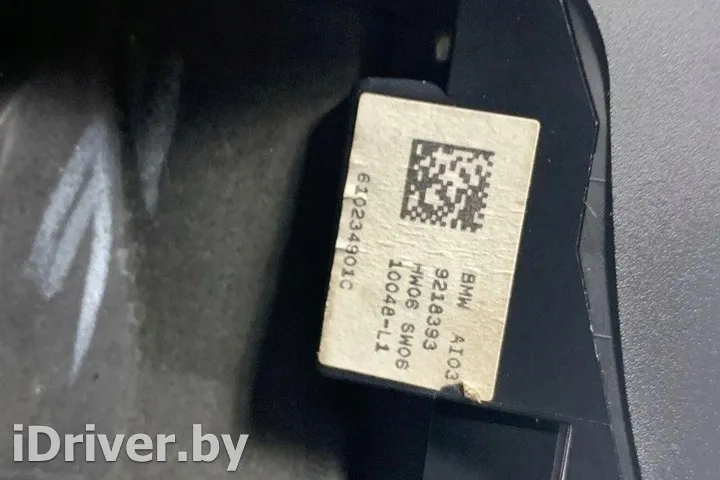 BMW AI03
9218393
HW06 SW06
10048-L1
6102349010
iDriver.by